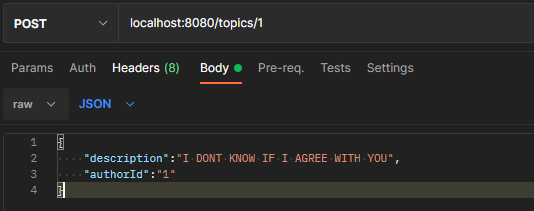 POST localhost:8080/topics/1
Params Auth Headers (8) Body Pre-req. Tests Settings
raw JSON
1 {
2 "description":"I DONT KNOW IF I AGREE WITH YOU",
3 "authorId":"1"
4 }